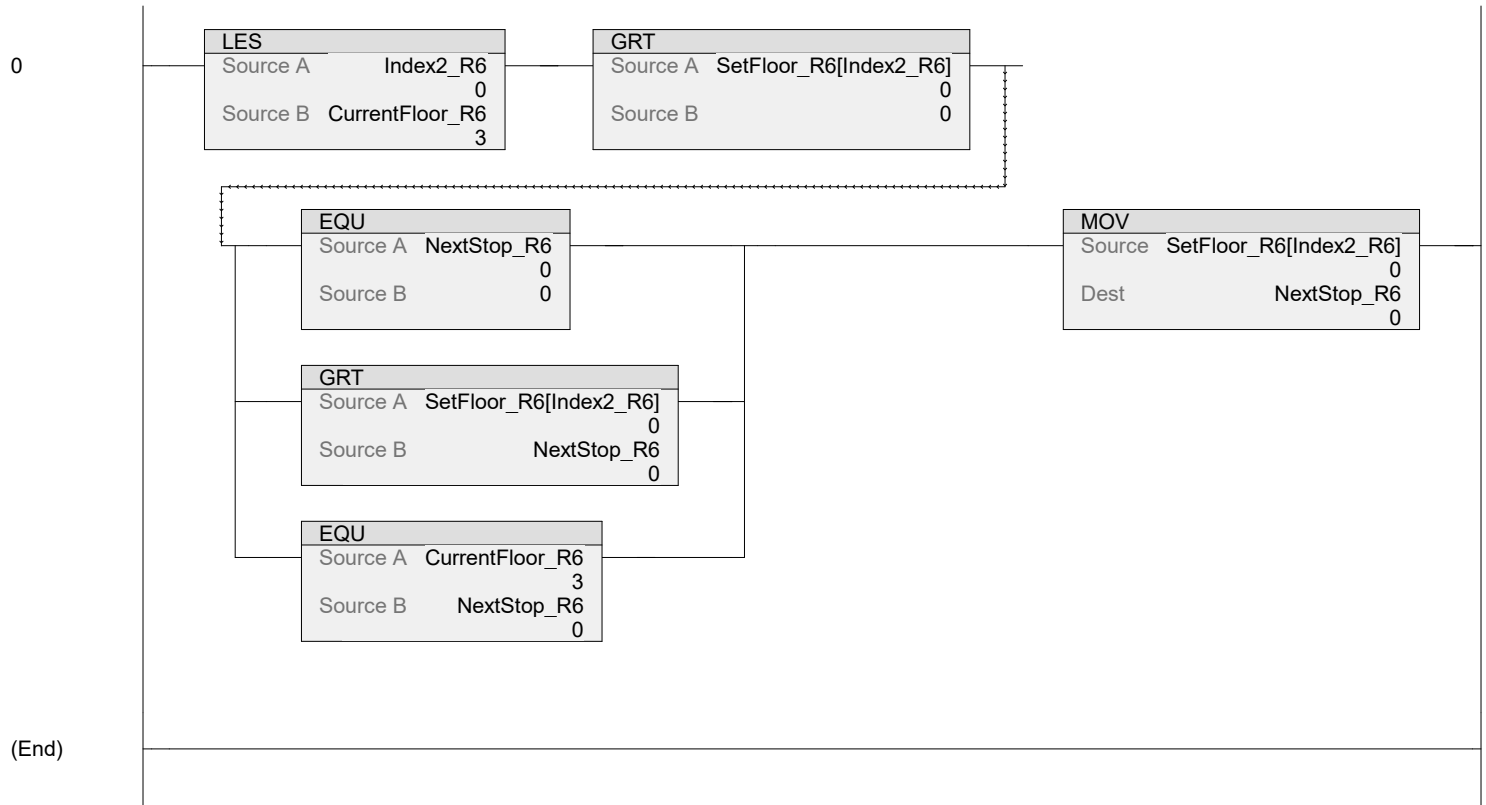 LES
GRT
0
Source A Index2_R6
Source A SetFloor_R6[Index2_R6]
0
0
Source B CurrentFloor_R6
Source B 0
3
EQU
MOV
Source A NextStop_R6
Source SetFloor_R6[Index2_R6]
0
0
Source B 0
Dest NextStop_R6
0
GRT
Source A SetFloor_R6[Index2_R6]
0
Source B NextStop_R6
0
EQU
Source A CurrentFloor_R6
3
Source B NextStop_R6
0
(End)